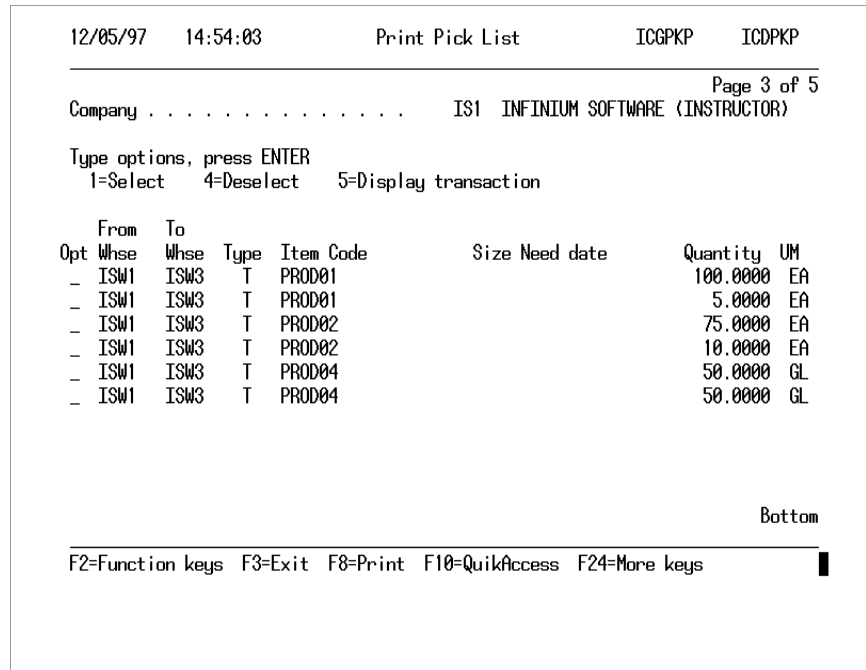 12/05/97 14:54:03 Print Pick List ICGPKP ICDPKP
Page 3 of 5
Company . . . . . . . . . . . . . . IS1 INFINIUM SOFTWARE (INSTRUCTOR)
Type options, press ENTER
1=Select 4=Deselect 5=Display transaction
From To
Opt Whse Whse Type Item Code Size Need date Quantity UM
_ ISW1 ISW3 T PROD01 100.0000 EA
_ ISW1 ISW3 T PROD01 5.0000 EA
_ ISW1 ISW3 T PROD02 75.0000 EA
_ ISW1 ISW3 T PROD02 10.0000 EA
_ ISW1 ISW3 T PROD04 50.0000 GL
_ ISW1 ISW3 T PROD04 50.0000 GL
Bottom
F2=Function keys F3=Exit F8=Print F10=QuikAccess F24=More keys